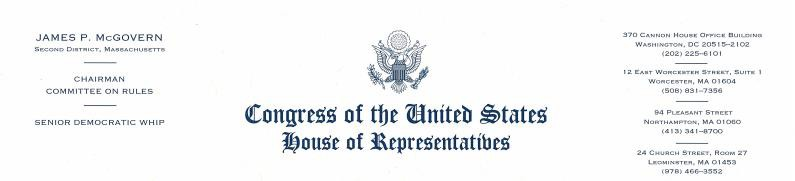 JAMES P. McGOVERN
SECOND DISTRICT, MASSACHUSETTS
CHAIRMAN
COMMITTEE ON RULES
SENIOR DEMOCRATIC WHIP
Congress of the United States
House of Representatives
370 CANNON HOUSE OFFICE BUILDING
WASHINGTON, DC 20515–2102
(202) 225–6101
12 EAST WORCESTER STREET, SUITE 1
WORCESTER, MA 01604
(508) 831–7356
94 PLEASANT STREET
NORTHAMPTON, MA 01060
(413) 341–8700
24 CHURCH STREET, ROOM 27
LEOMINSTER, MA 01453
(978) 466–3552